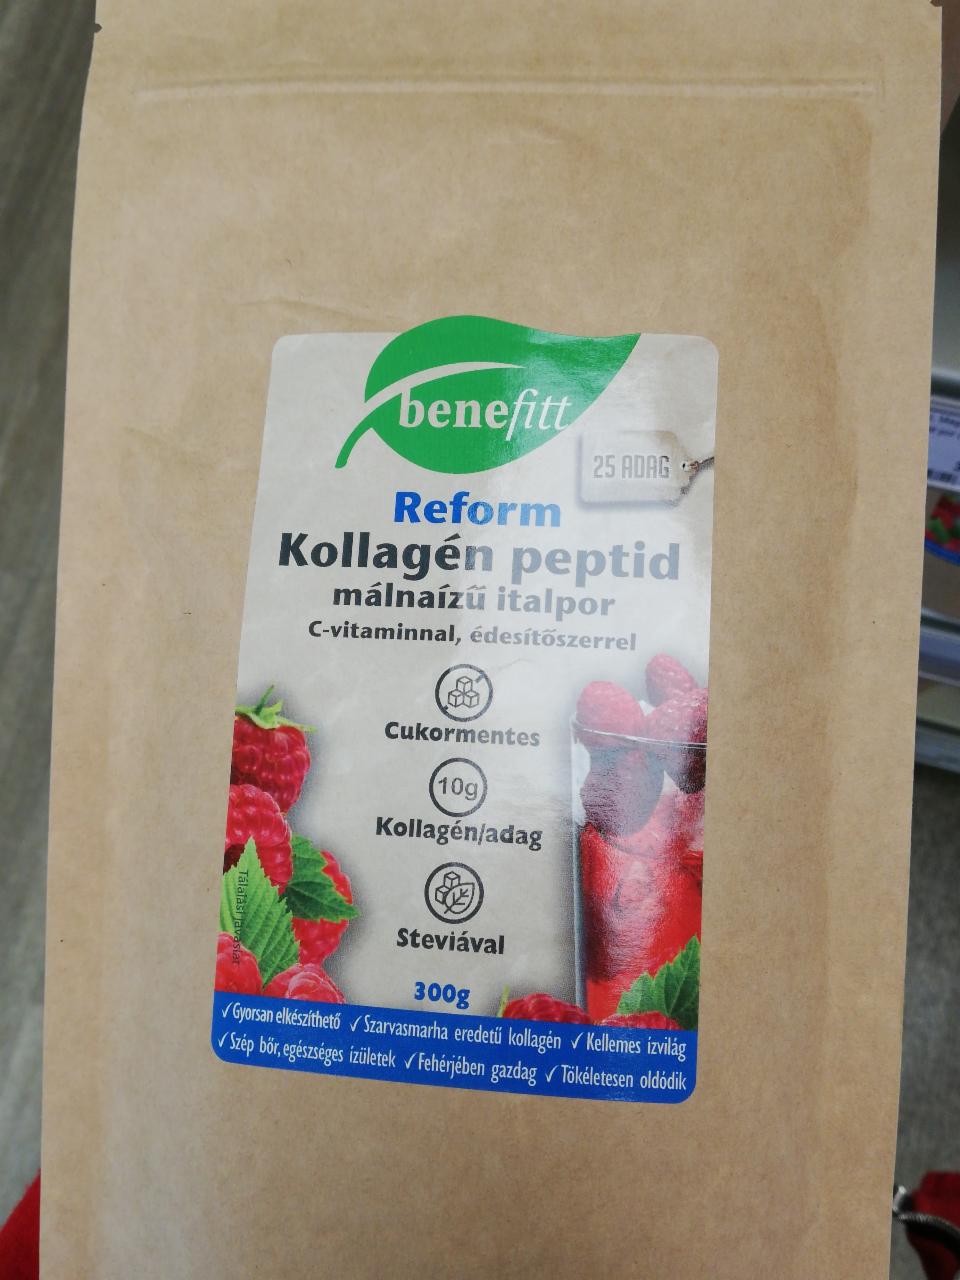 benefitt
25 ADAG
Reform
Kollagén peptid
málnaízű italpor
C-vitaminnal, édesítőszerrel
Cukormentes
10g
Kollagén/adag
Steviával
Tálalási javaslat
300g
✓Gyorsan elkészíthető ✓Szarvasmarha eredetű kollagén ✓Kellemes ízvilág
✓Szép bőr, egészséges ízületek ✓Fehérjében gazdag ✓Tökéletesen oldódik